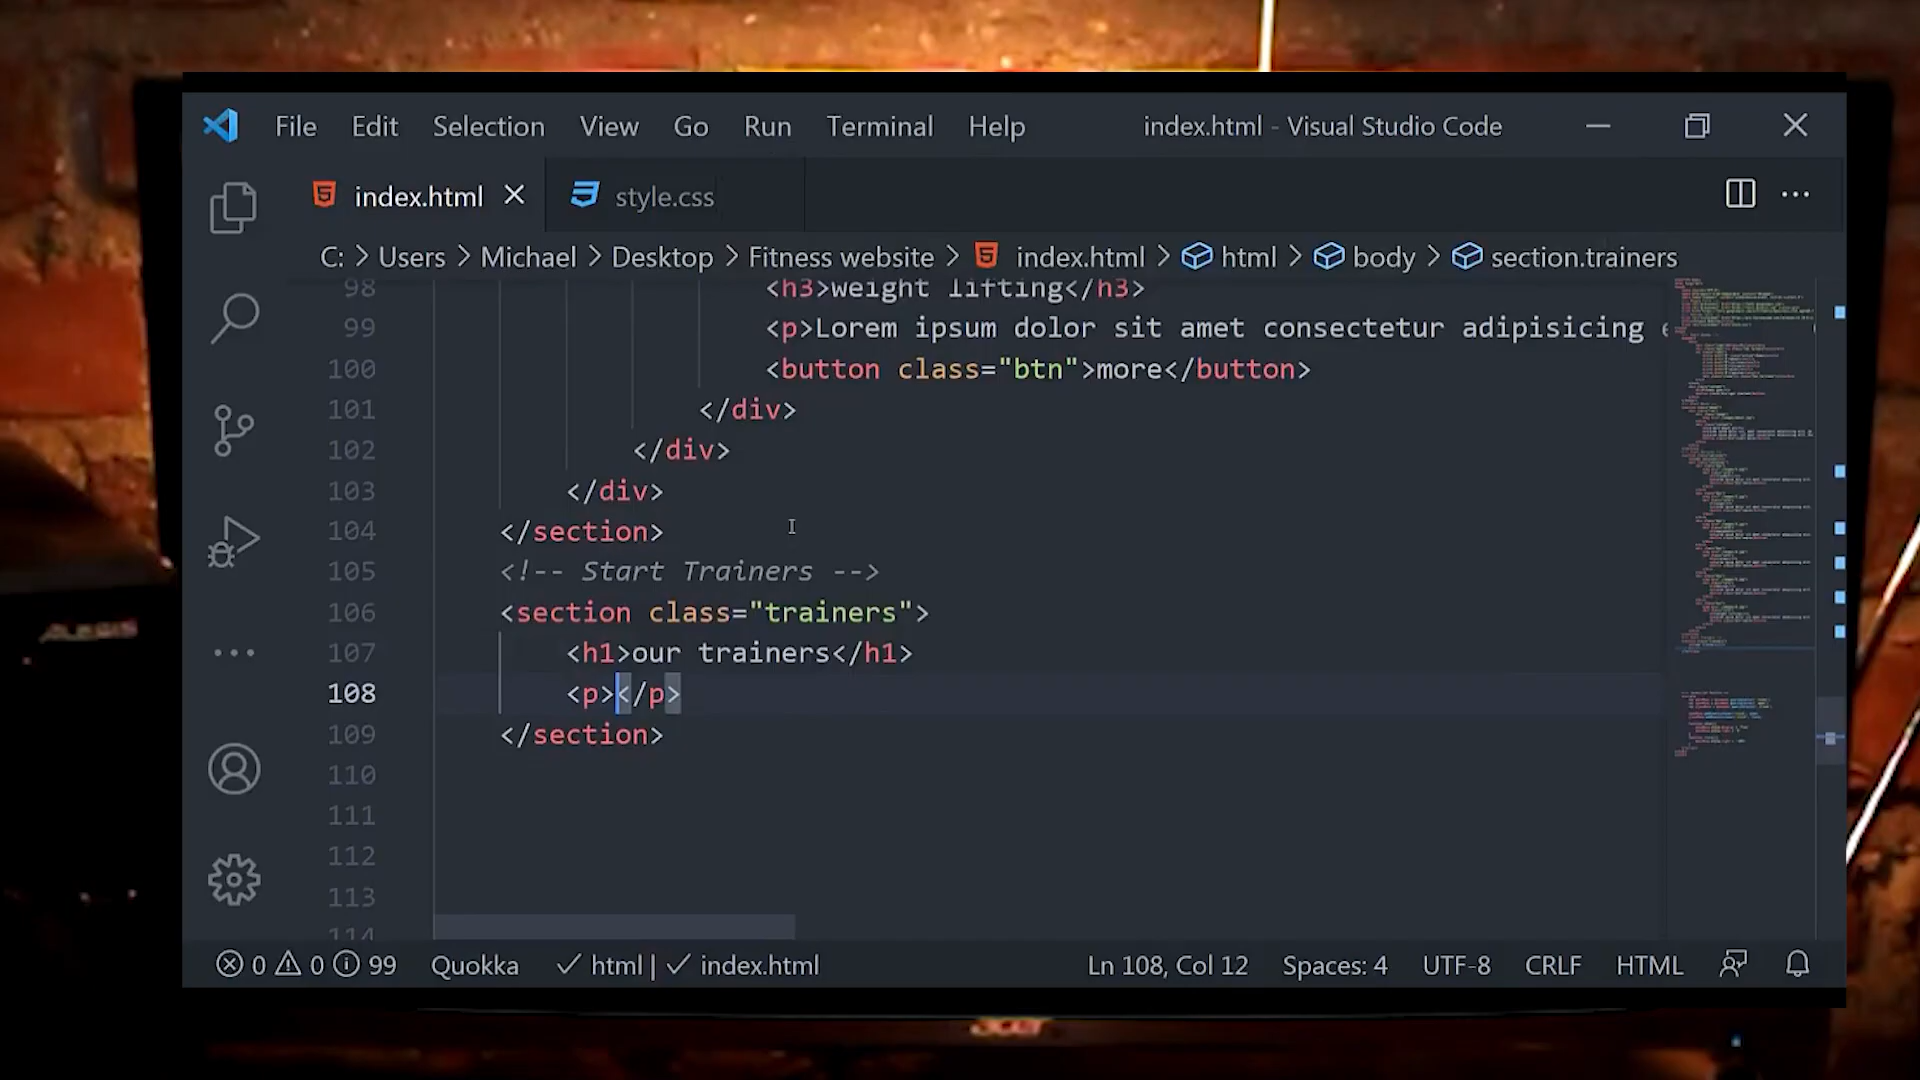 File Edit Selection View Go Run Terminal Help index.html - Visual Studio Code
index.html style.css
C: > Users > Michael > Desktop > Fitness website > index.html > html > body > section.trainers
98 <h3>weight lifting</h3>
99 <p>Lorem ipsum dolor sit amet consectetur adipisicing
100 <button class="btn">more</button>
101 </div>
102 </div>
103 </div>
104 </section>
105 <!-- Start Trainers -->
106 <section class="trainers">
107 <h1>our trainers</h1>
108 <p></p>
109 </section>
110
111
112
113
114
0 0 99 Quokka html | index.html Ln 108, Col 12 Spaces: 4 UTF-8 CRLF HTML
acer